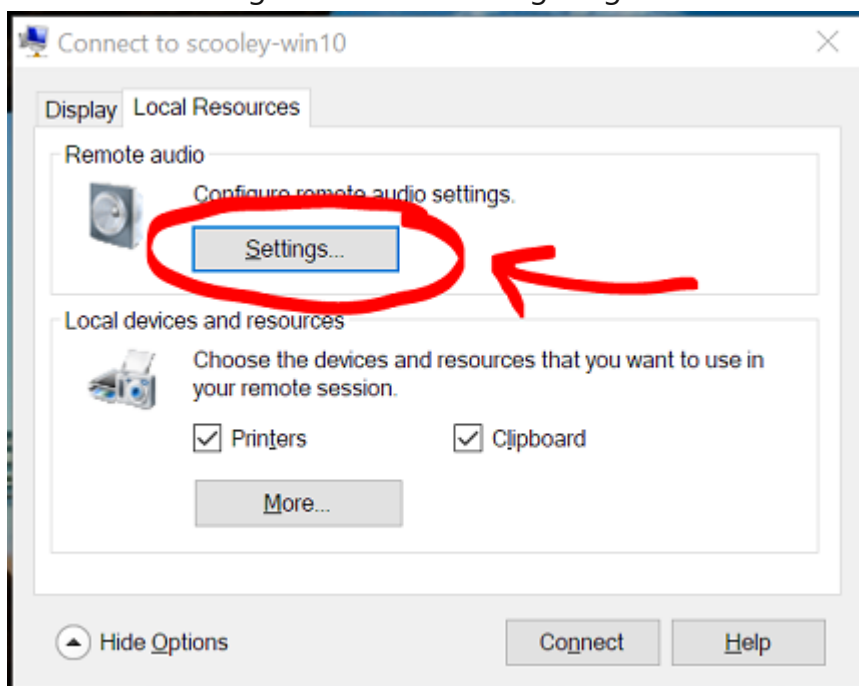 Connect to scooley-win10
Display Local Resources
Remote audio
Configure remote audio settings.
Settings...
Local devices and resources
Choose the devices and resources that you want to use in
your remote session.
Printers Clipboard
More...
Hide Options Connect Help